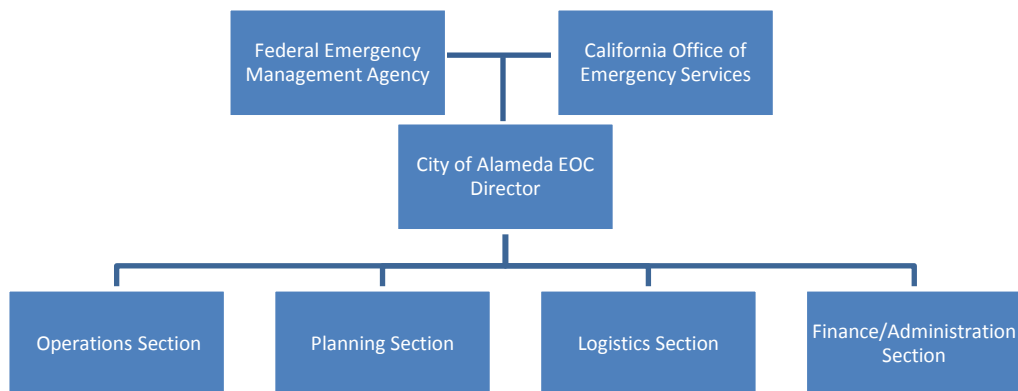 Federal Emergency
Management Agency
California Office of
Emergency Services
City of Alameda EOC
Director
Operations Section
Planning Section
Logistics Section
Finance/Administration
Section